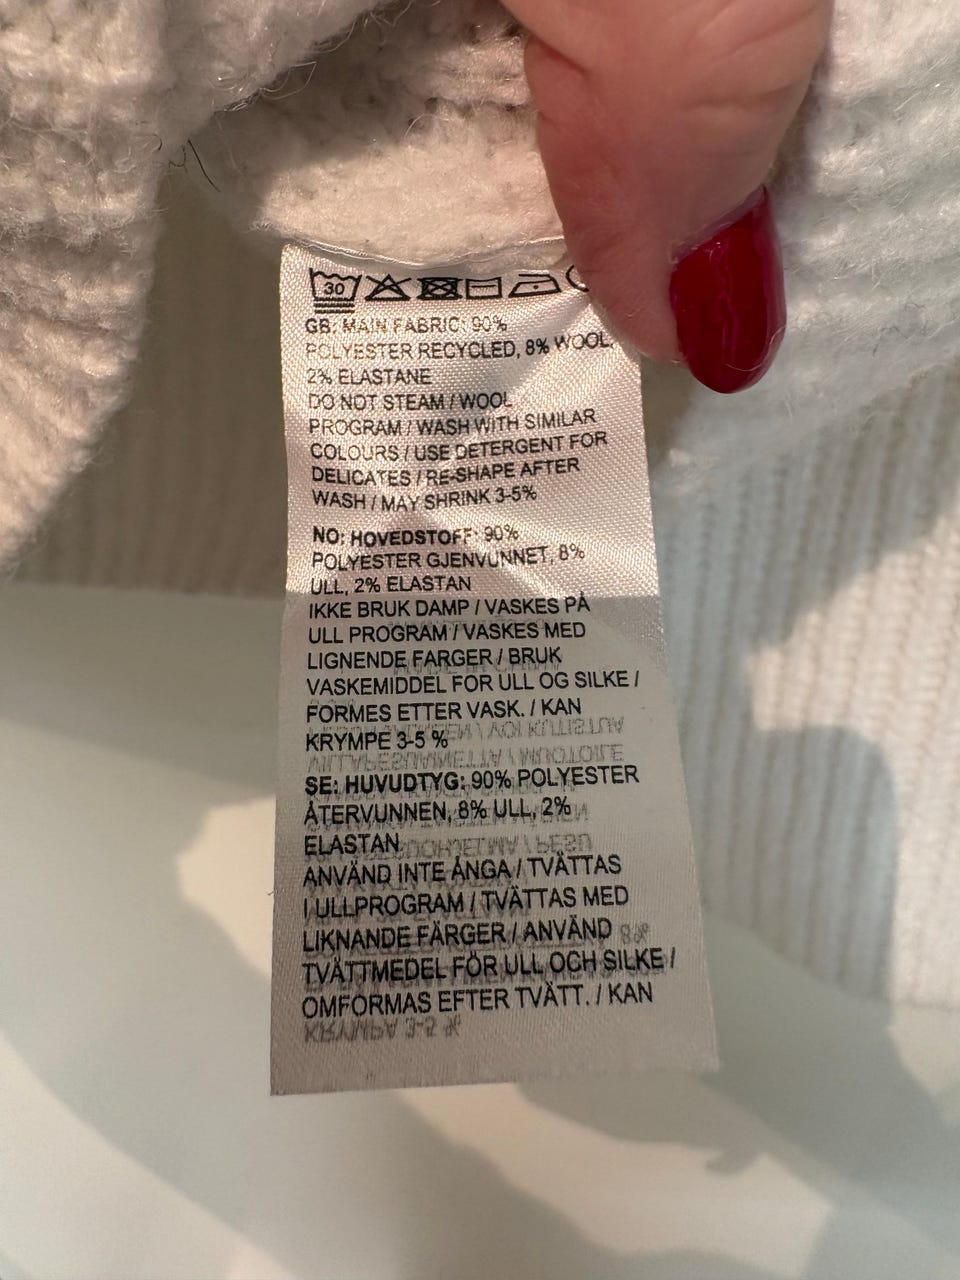 30
GB: MAIN FABRIC: 90%
POLYESTER RECYCLED, 8% WOOL,
2% ELASTANE
DO NOT STEAM / WOOL
PROGRAM / WASH WITH SIMILAR
COLOURS / USE DETERGENT FOR
DELICATES / RE-SHAPE AFTER
WASH / MAY SHRINK 3-5%
NO: HOVEDSTOFF: 90%
POLYESTER GJENVUNNET, 8%
ULL, 2% ELASTAN
IKKE BRUK DAMP / VASKES PÅ
ULL PROGRAM / VASKES MED
LIGNENDE FARGER / BRUK
VASKEMIDDEL FOR ULL OG SILKE /
FORMES ETTER VASK. / KAN
KRYMPE 3-5 %
SE: HUVUDTYG: 90% POLYESTER
ÅTERVUNNEN, 8% ULL, 2%
ELASTAN
ANVÄND INTE ÅNGA / TVÄTTAS
I ULLPROGRAM / TVÄTTAS MED
LIKNANDE FÄRGER / ANVÄND
TVÄTTMEDEL FÖR ULL OCH SILKE /
OMFORMAS EFTER TVÄTT. / KAN